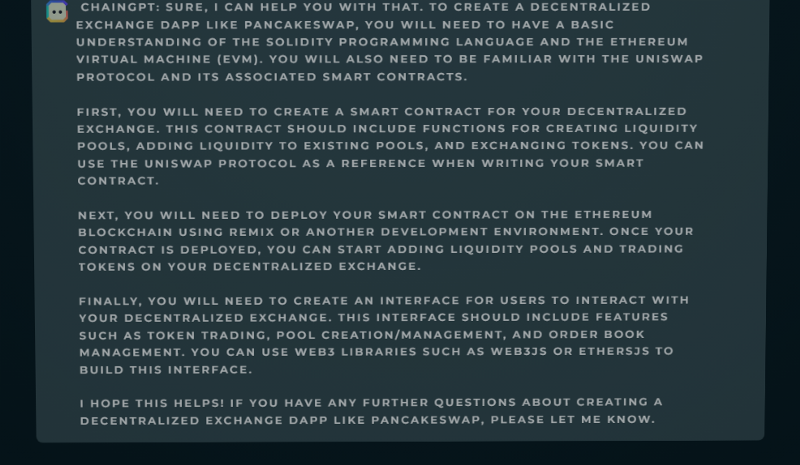 CHAINGPT: SURE, I CAN HELP YOU WITH THAT. TO CREATE A DECENTRALIZED
EXCHANGE DAPP LIKE PANCAKESWAP, YOU WILL NEED TO HAVE A BASIC
UNDERSTANDING OF THE SOLIDITY PROGRAMMING LANGUAGE AND THE ETHEREUM
VIRTUAL MACHINE (EVM). YOU WILL ALSO NEED TO BE FAMILIAR WITH THE UNISWAP
PROTOCOL AND ITS ASSOCIATED SMART CONTRACTS.
FIRST, YOU WILL NEED TO CREATE A SMART CONTRACT FOR YOUR DECENTRALIZED
EXCHANGE. THIS CONTRACT SHOULD INCLUDE FUNCTIONS FOR CREATING LIQUIDITY
POOLS, ADDING LIQUIDITY TO EXISTING POOLS, AND EXCHANGING TOKENS. YOU CAN
USE THE UNISWAP PROTOCOL AS A REFERENCE WHEN WRITING YOUR SMART
CONTRACT.
NEXT, YOU WILL NEED TO DEPLOY YOUR SMART CONTRACT ON THE ETHEREUM
BLOCKCHAIN USING REMIX OR ANOTHER DEVELOPMENT ENVIRONMENT. ONCE YOUR
CONTRACT IS DEPLOYED, YOU CAN START ADDING LIQUIDITY POOLS AND TRADING
TOKENS ON YOUR DECENTRALIZED EXCHANGE.
FINALLY, YOU WILL NEED TO CREATE AN INTERFACE FOR USERS TO INTERACT WITH
YOUR DECENTRALIZED EXCHANGE. THIS INTERFACE SHOULD INCLUDE FEATURES
SUCH AS TOKEN TRADING, POOL CREATION/MANAGEMENT, AND ORDER BOOK
MANAGEMENT. YOU CAN USE WEB3 LIBRARIES SUCH AS WEB3JS OR ETHERSJS TO
BUILD THIS INTERFACE.
I HOPE THIS HELPS! IF YOU HAVE ANY FURTHER QUESTIONS ABOUT CREATING A
DECENTRALIZED EXCHANGE DAPP LIKE PANCAKESWAP, PLEASE LET ME KNOW.